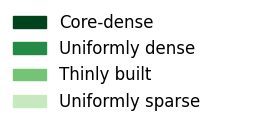 Core-dense
Uniformly dense
Thinly built
Uniformly sparse